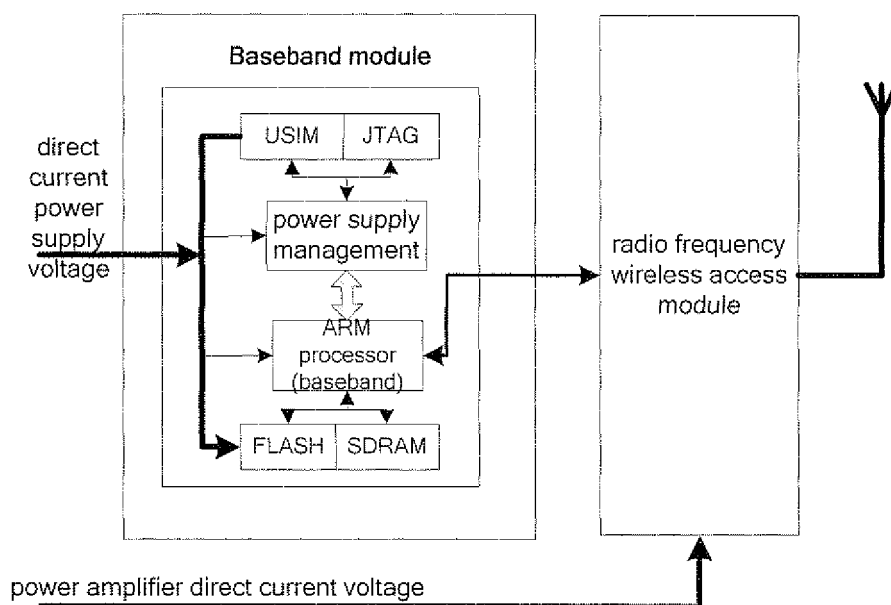 Baseband module
USIM
JTAG
direct
current
power
supply
voltage
power supply
management
ARM
processor
(baseband)
FLASH
SDRAM
radio frequency
wireless access
module
power amplifier direct current voltage